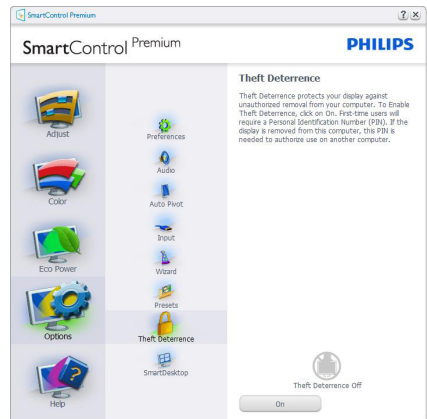 SmartControl Premium
? X
SmartControl Premium
PHILIPS
Adjust
Color
Eco Power
Options
Help
Preferences
Audio
Auto Pivot
Input
Wizard
Presets
Theft Deterrence
SmartDesktop
Theft Deterrence
Theft Deterrence protects your display against
unauthorized removal from your computer. To Enable
Theft Deterrence, click on On. First-time users will
require a Personal Identification Number (PIN). If the
display is removed from this computer, this PIN is
needed to authorize use on another computer.
Theft Deterrence Off
On